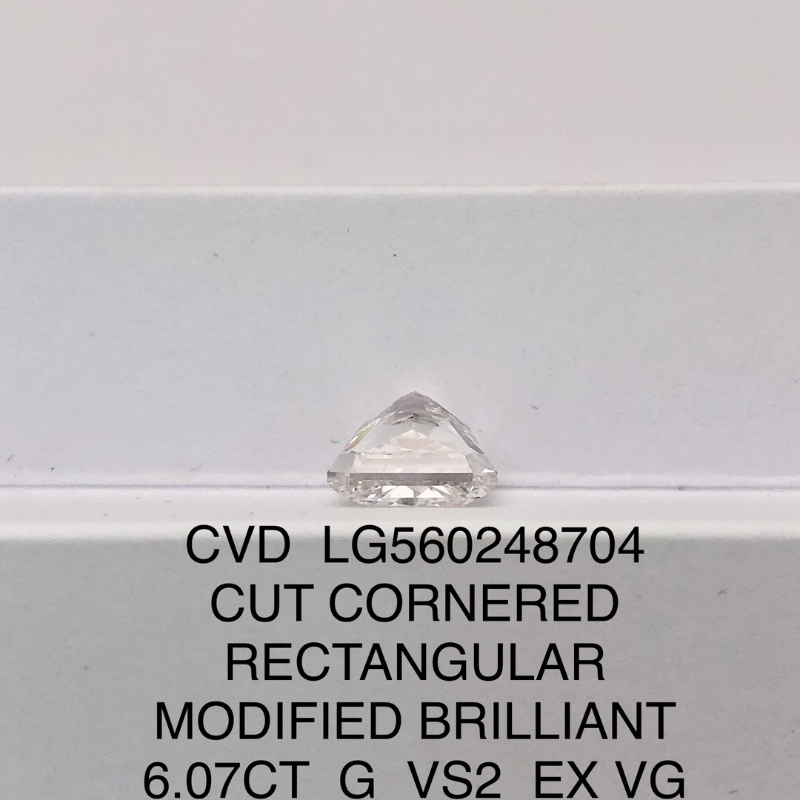 CVD LG560248704
CUT CORNERED
RECTANGULAR
MODIFIED BRILLIANT
6.07CT G VS2 EX VG